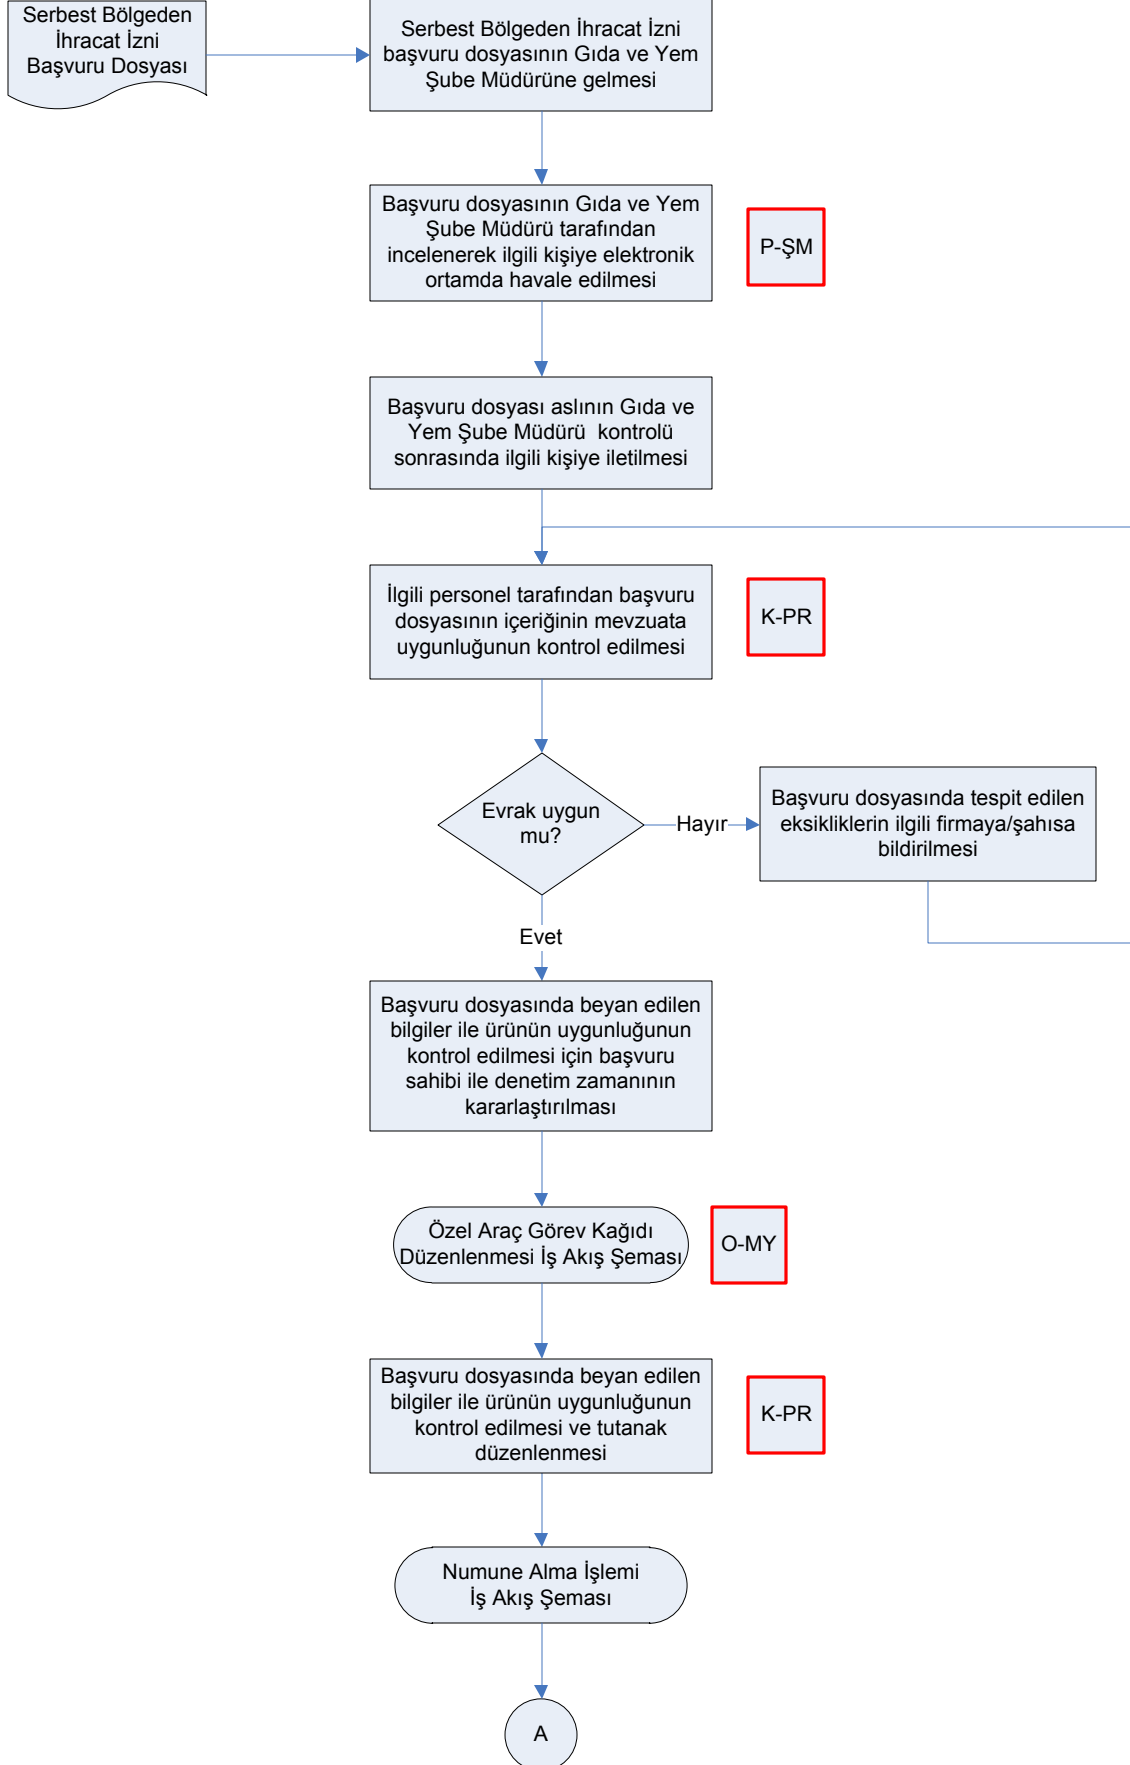 Serbest Bölgeden
İhracat İzni
Başvuru Dosyası
Serbest Bölgeden İhracat İzni
başvuru dosyasının Gıda ve Yem
Şube Müdürüne gelmesi
Başvuru dosyasının Gıda ve Yem
Şube Müdürü tarafından
incelenerek ilgili kişiye elektronik
ortamda havale edilmesi
P-ŞM
Başvuru dosyası aslının Gıda ve
Yem Şube Müdürü  kontrolü
sonrasında ilgili kişiye iletilmesi
İlgili personel tarafından başvuru
dosyasının içeriğinin mevzuata
uygunluğunun kontrol edilmesi
K-PR
Evrak uygun
mu?
Hayır
Başvuru dosyasında tespit edilen
eksikliklerin ilgili firmaya/şahısa
bildirilmesi
Evet
Başvuru dosyasında beyan edilen
bilgiler ile ürünün uygunluğunun
kontrol edilmesi için başvuru
sahibi ile denetim zamanının
kararlaştırılması
Özel Araç Görev Kağıdı
Düzenlenmesi İş Akış Şeması
O-MY
Başvuru dosyasında beyan edilen
bilgiler ile ürünün uygunluğunun
kontrol edilmesi ve tutanak
düzenlenmesi
K-PR
Numune Alma İşlemi
İş Akış Şeması
A